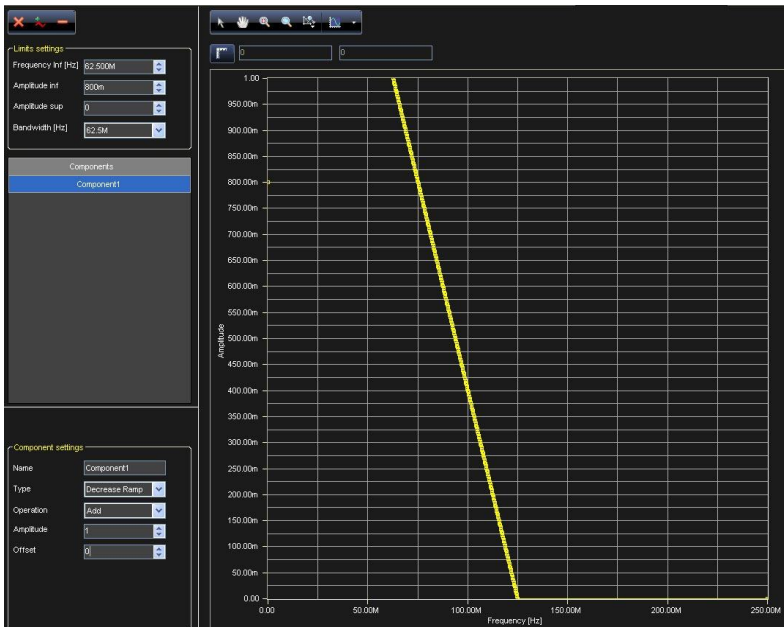 Limits settings
Frequency Inf [Hz] 62.500M
Amplitude inf 800m
Amplitude sup 0
Bandwidth [Hz] 62.5M
Components
Component1
Component settings
Name Component1
Type Decrease Ramp
Operation Add
Amplitude 1
Offset 0
0 0
1.00
950.00m
900.00m
850.00m
800.00m
750.00m
700.00m
650.00m
600.00m
550.00m
500.00m
450.00m
400.00m
350.00m
300.00m
250.00m
200.00m
150.00m
100.00m
50.00m
0.00
Amplitude
0.00 50.00M 100.00M 150.00M 200.00M 250.00M
Frequency [Hz]